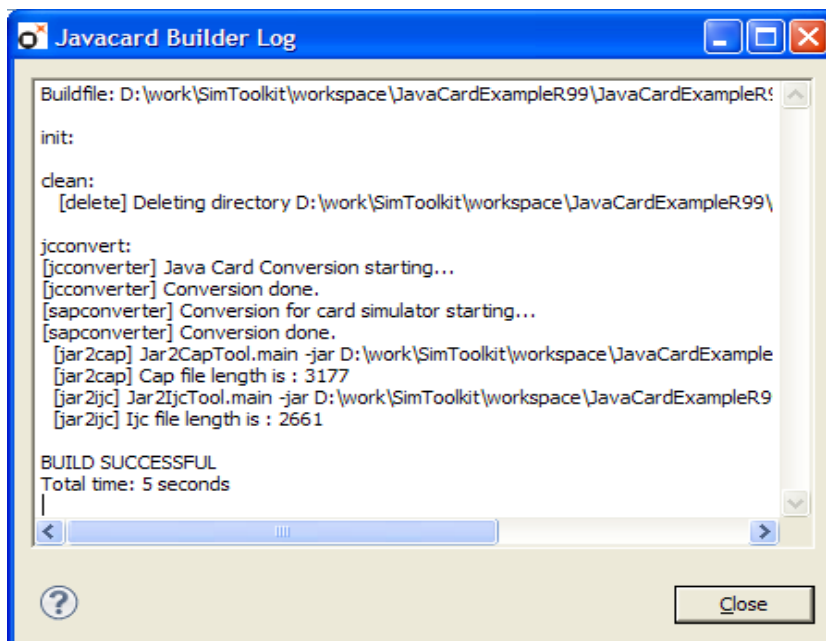 Javacard Builder Log
Buildfile: D:\work\SimToolkit\workspace\JavaCardExampleR99\JavaCardExampleR9
init:
clean:
[delete] Deleting directory D:\work\SimToolkit\workspace\JavaCardExampleR99\
jcconvert:
[jcconverter] Java Card Conversion starting...
[jcconverter] Conversion done.
[sapconverter] Conversion for card simulator starting...
[sapconverter] Conversion done.
[jar2cap] Jar2CapTool.main -jar D:\work\SimToolkit\workspace\JavaCardExample
[jar2cap] Cap file length is : 3177
[jar2ijc] Jar2IjcTool.main -jar D:\work\SimToolkit\workspace\JavaCardExampleR9
[jar2ijc] Ijc file length is : 2661
BUILD SUCCESSFUL
Total time: 5 seconds
?
Close